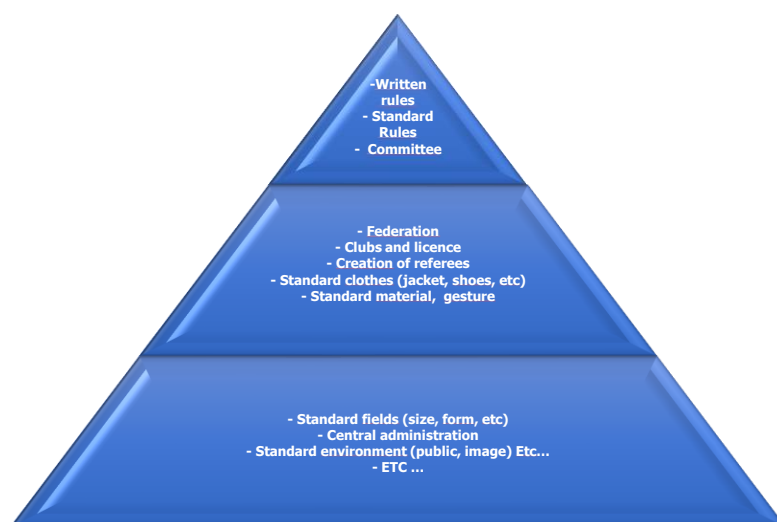 -Written
rules
- Standard
Rules
- Committee
- Federation
- Clubs and licence
- Creation of referees
- Standard clothes (jacket, shoes, etc)
- Standard material, gesture
- Standard fields (size, form, etc)
- Central administration
- Standard environment (public, image) Etc...
- ETC ...